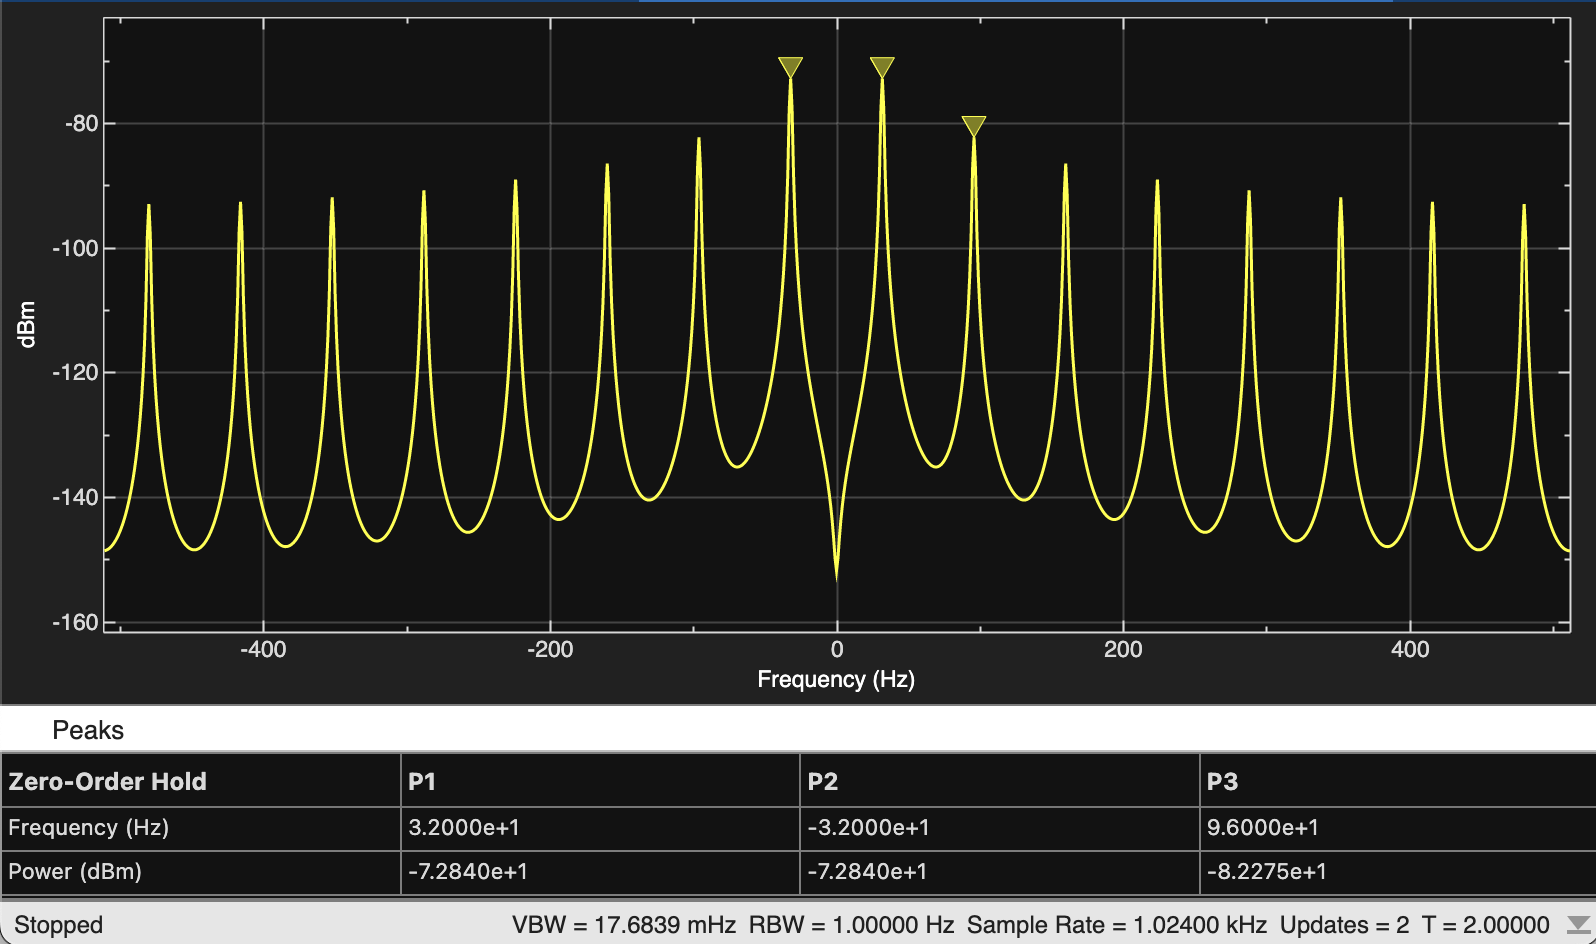 -80
-100
-120
-140
-160
dBm
-400 -200 0 200 400
Frequency (Hz)
Peaks
Zero-Order Hold P1 P2 P3
Frequency (Hz) 3.2000e+1 -3.2000e+1 9.6000e+1
Power (dBm) -7.2840e+1 -7.2840e+1 -8.2275e+1
Stopped VBW = 17.6839 mHz RBW = 1.00000 Hz Sample Rate = 1.02400 kHz Updates = 2 T = 2.00000